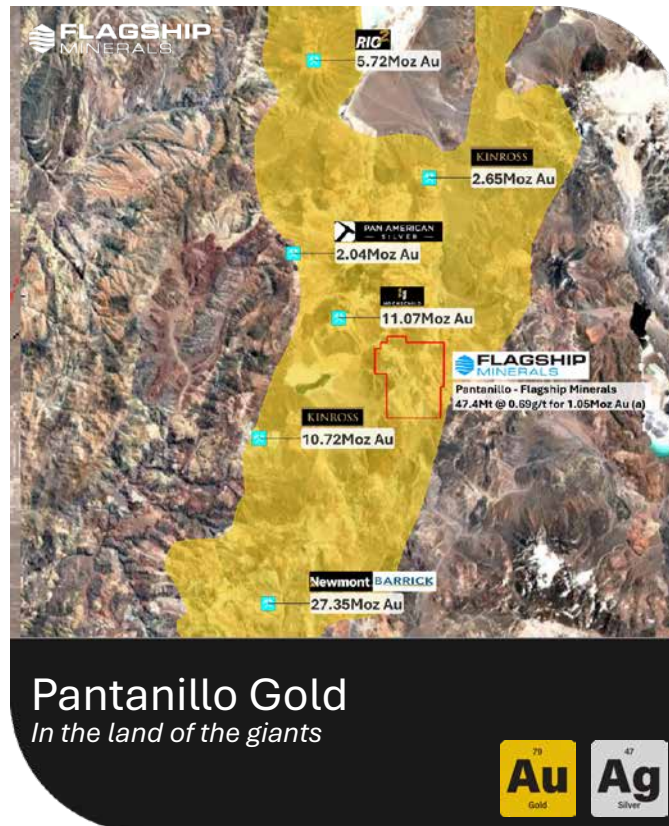 FLAGSHIP
MINERALS
RIO2
5.72Moz Au
KINROSS
2.65Moz Au
PAN AMERICAN
SILVER
2.04Moz Au
HOCHSCHILD
11.07Moz Au
FLAGSHIP
MINERALS
Pantanillo - Flagship Minerals
47.4Mt @ 0.69g/t for 1.05Moz Au (a)
KINROSS
10.72Moz Au
Newmont BARRICK
27.35Moz Au
Pantanillo Gold
In the land of the giants
79
Au
Gold
47
Ag
Silver